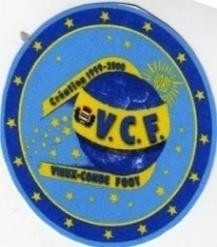 Création 1999-2000
V.C.F.
VIEUX-CONDE FOOT